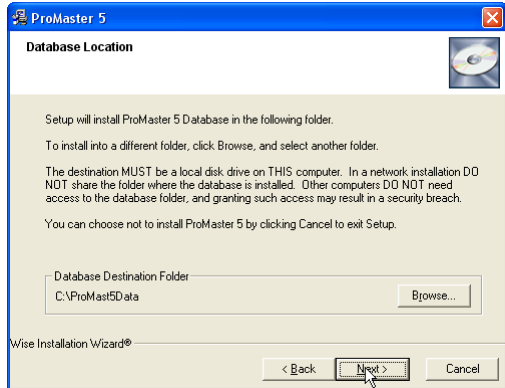 ProMaster 5
Database Location
Setup will install ProMaster 5 Database in the following folder.
To install into a different folder, click Browse, and select another folder.
The destination MUST be a local disk drive on THIS computer. In a network installation DO
NOT share the folder where the database is installed. Other computers DO NOT need
access to the database folder, and granting such access may result in a security breach.
You can choose not to install ProMaster 5 by clicking Cancel to exit Setup.
Database Destination Folder
C:\ProMast5Data
Browse...
Wise Installation Wizard®
< Back
Next >
Cancel